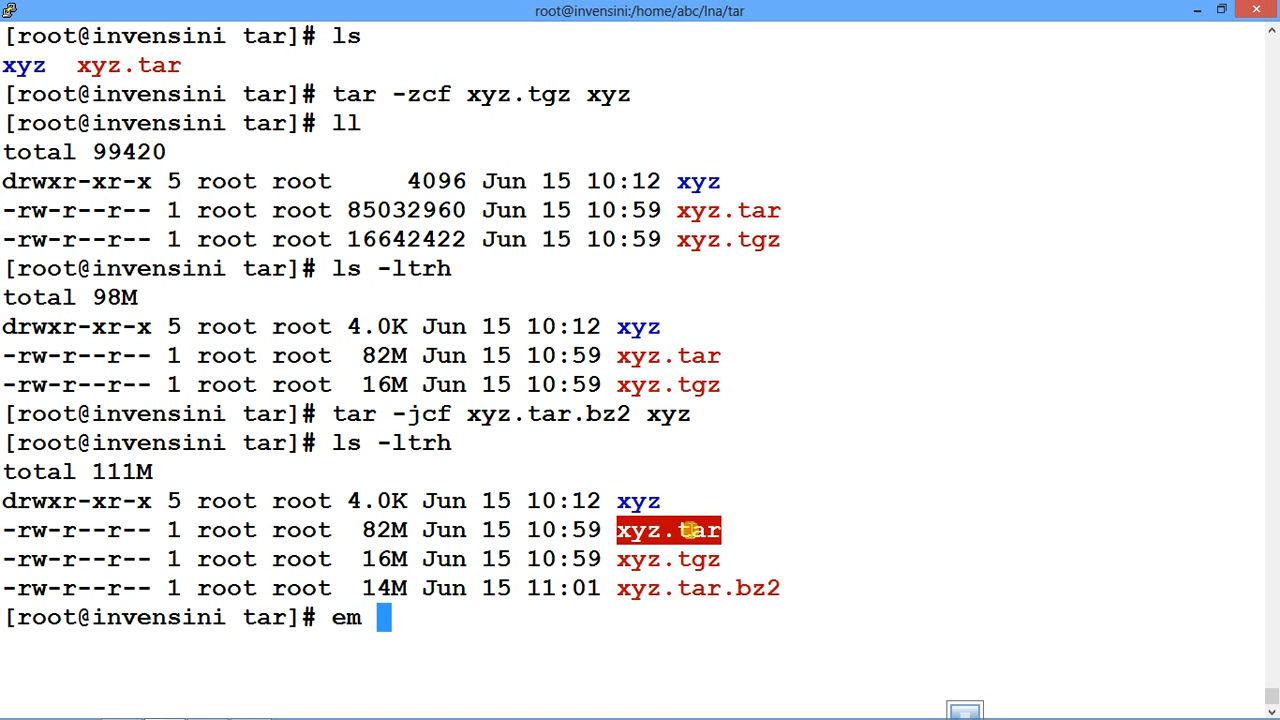 root@invensini:/home/abc/lna/tar
[root@invensini tar]# ls
xyz  xyz.tar
[root@invensini tar]# tar -zcf xyz.tgz xyz
[root@invensini tar]# ll
total 99420
drwxr-xr-x 5 root root     4096 Jun 15 10:12 xyz
-rw-r--r-- 1 root root 85032960 Jun 15 10:59 xyz.tar
-rw-r--r-- 1 root root 16642422 Jun 15 10:59 xyz.tgz
[root@invensini tar]# ls -ltrh
total 98M
drwxr-xr-x 5 root root 4.0K Jun 15 10:12 xyz
-rw-r--r-- 1 root root  82M Jun 15 10:59 xyz.tar
-rw-r--r-- 1 root root  16M Jun 15 10:59 xyz.tgz
[root@invensini tar]# tar -jcf xyz.tar.bz2 xyz
[root@invensini tar]# ls -ltrh
total 111M
drwxr-xr-x 5 root root 4.0K Jun 15 10:12 xyz
-rw-r--r-- 1 root root  82M Jun 15 10:59 xyz.tar
-rw-r--r-- 1 root root  16M Jun 15 10:59 xyz.tgz
-rw-r--r-- 1 root root  14M Jun 15 11:01 xyz.tar.bz2
[root@invensini tar]# em